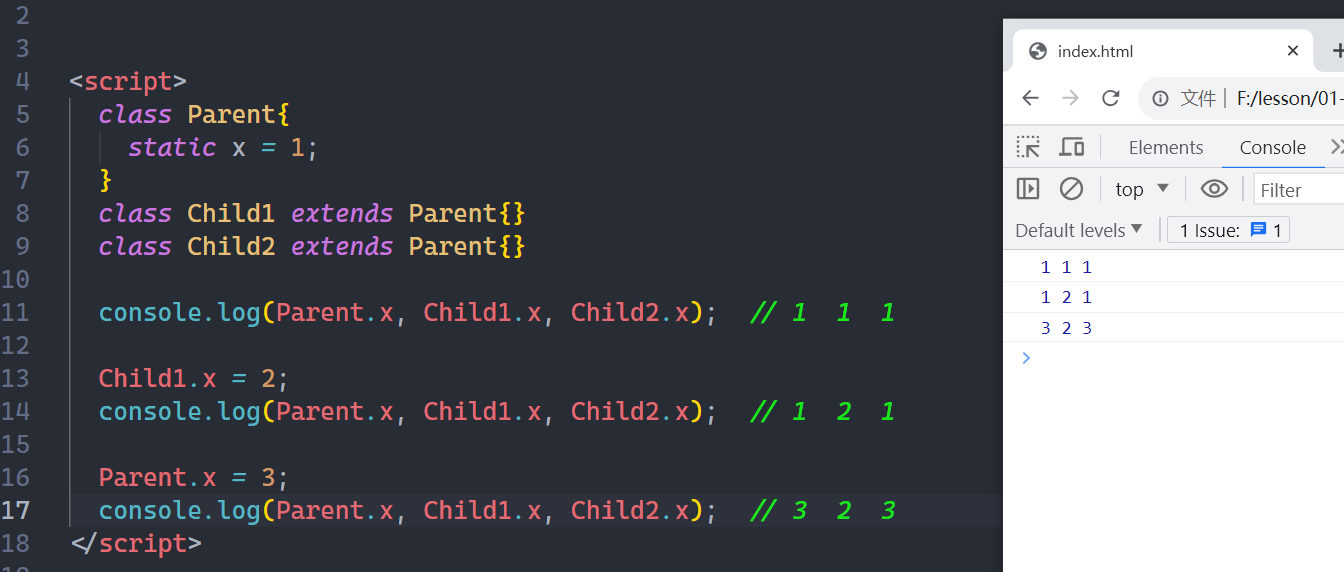 2
3
4 <script>
5 class Parent{
6 static x = 1;
7 }
8 class Child1 extends Parent{}
9 class Child2 extends Parent{}
10
11 console.log(Parent.x, Child1.x, Child2.x); // 1 1 1
12
13 Child1.x = 2;
14 console.log(Parent.x, Child1.x, Child2.x); // 1 2 1
15
16 Parent.x = 3;
17 console.log(Parent.x, Child1.x, Child2.x); // 3 2 3
18 </script>
index.html
文件 | F:/lesson/01-
Elements Console
top Filter
Default levels 1 Issue: 1
1 1 1
1 2 1
3 2 3